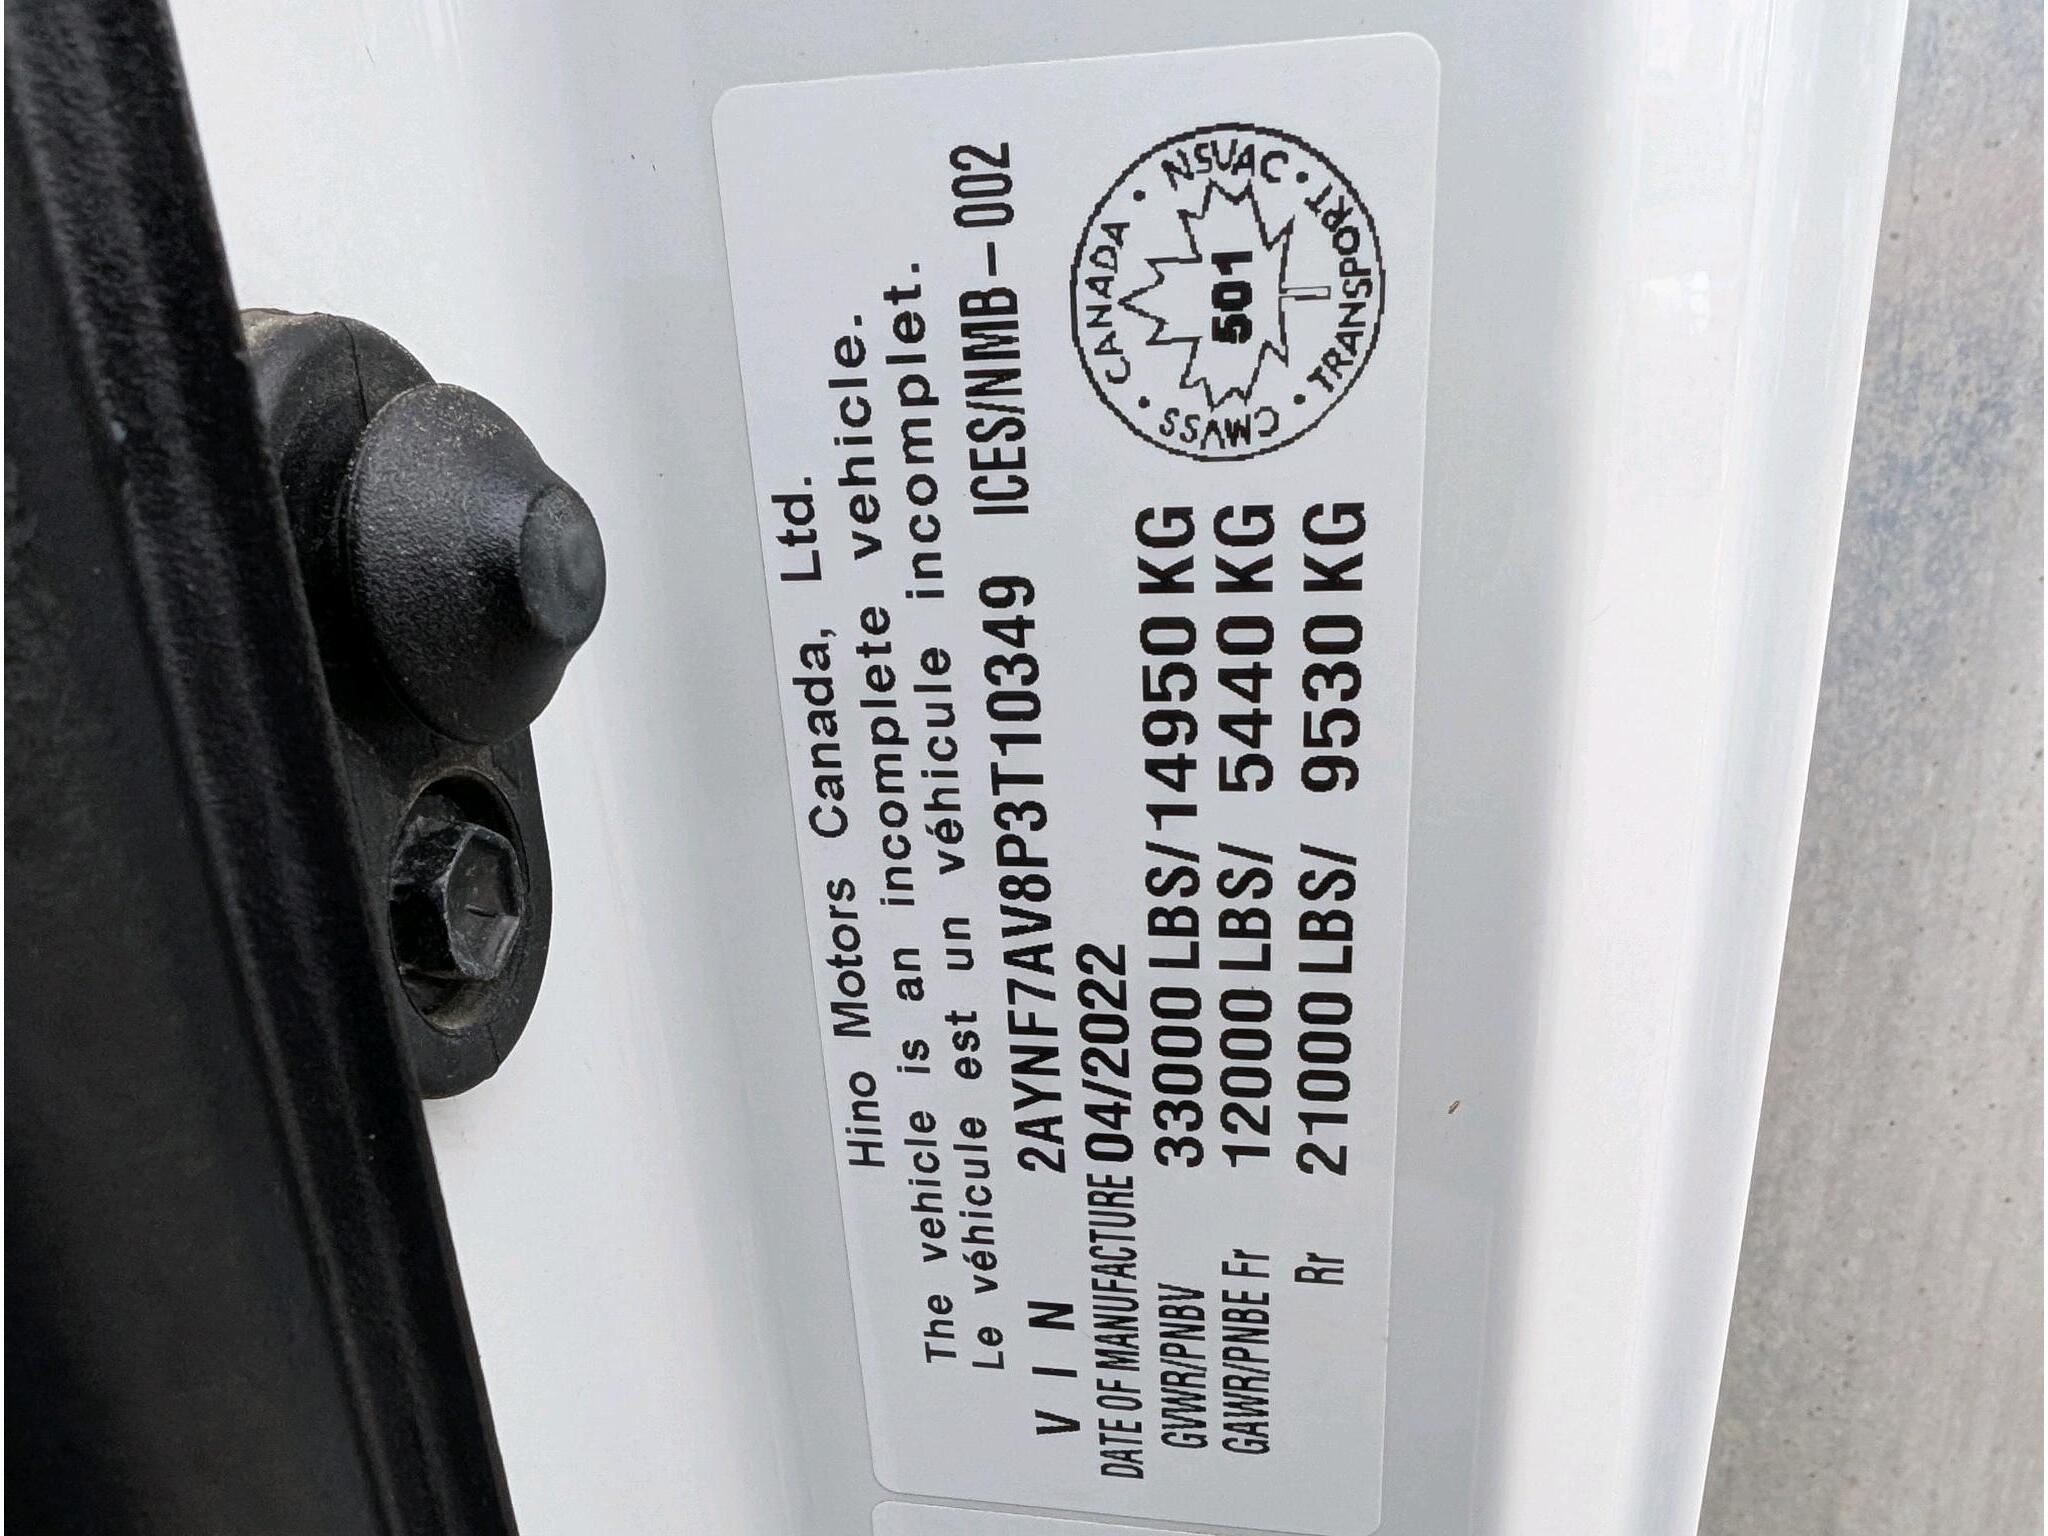 Hino Motors Canada, Ltd.
The vehicle is an incomplete vehicle.
Le véhicule est un véhicule incomplet.
V I N 2AYNF7AV8P3T10349 ICES/NMB-002
DATE OF MANUFACTURE 04/2022
GVWR/PNBV 33000 LBS/14950 KG
GAWR/PNBE Fr 12000 LBS/ 5440 KG
Rr 21000 LBS/ 9530 KG
CMVSS • CANADA • NSVAC • TRANSPORT •
501